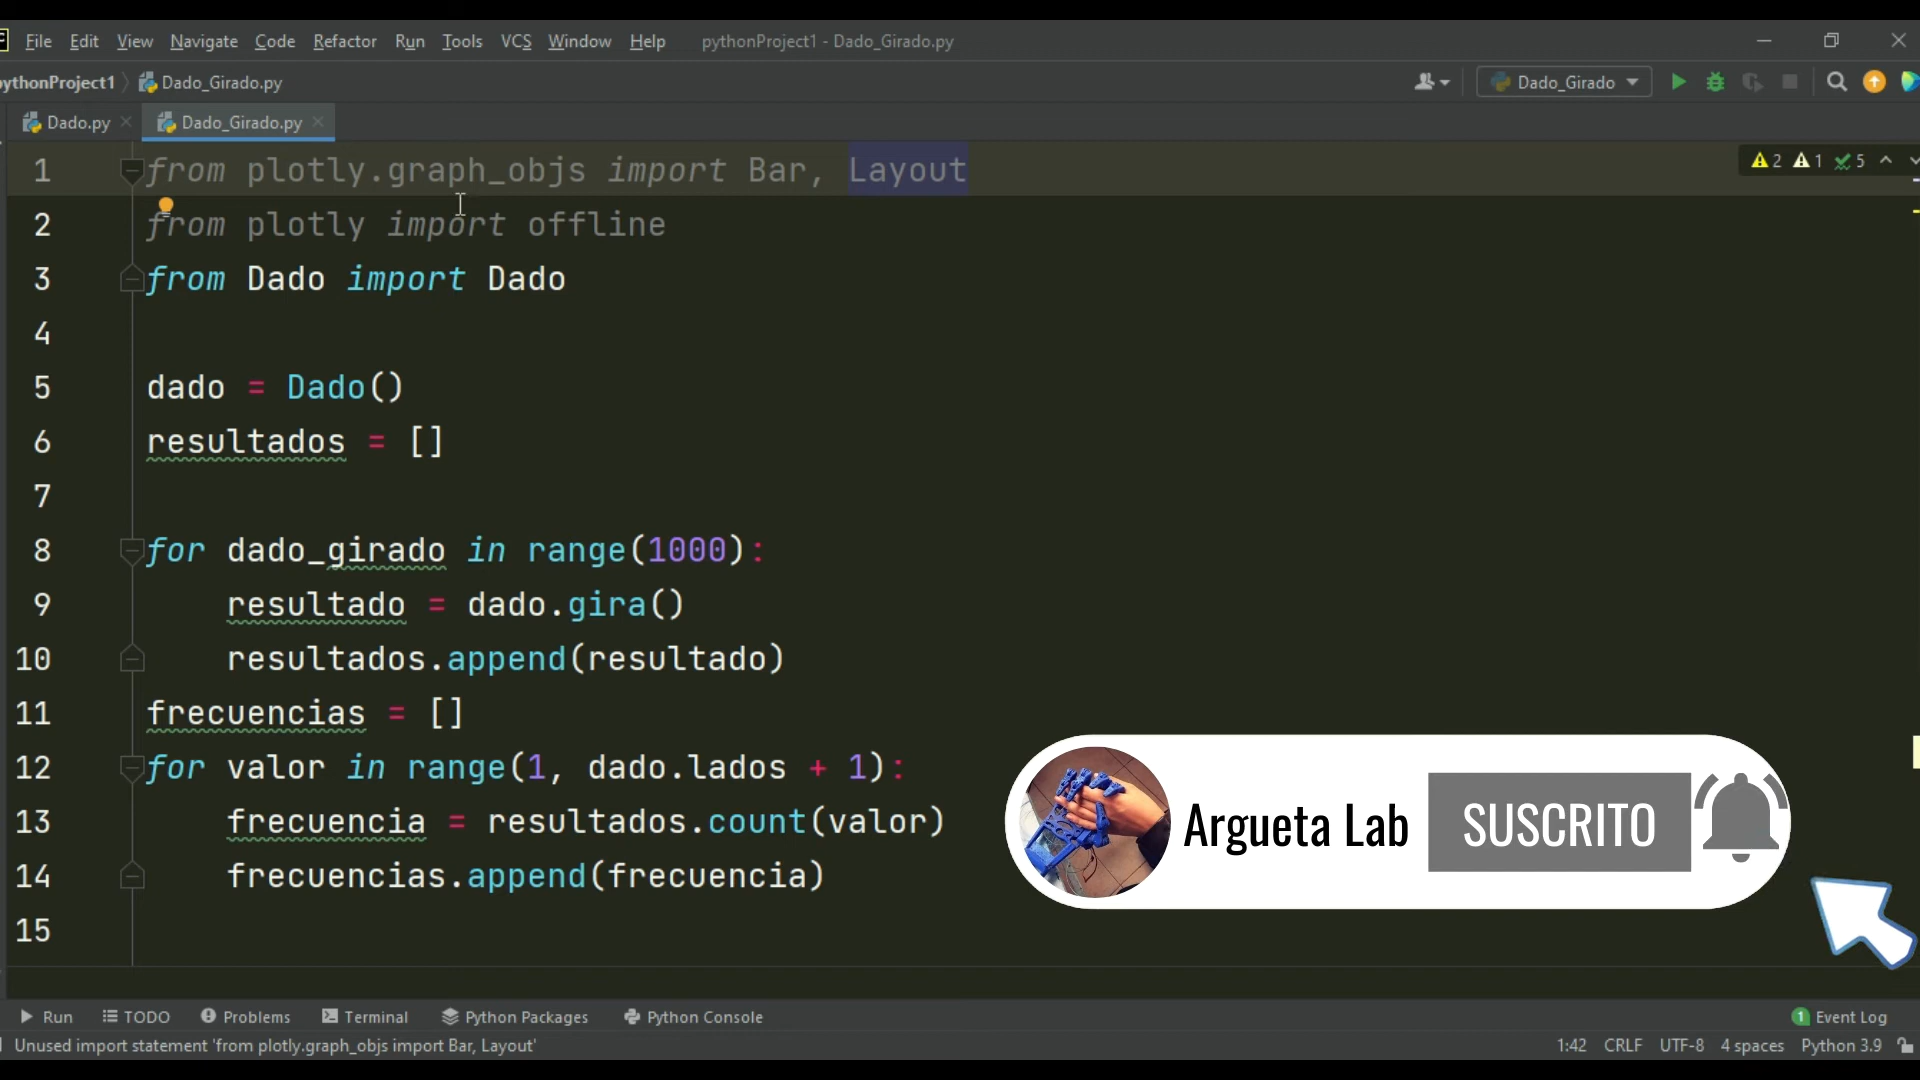 File Edit View Navigate Code Refactor Run Tools VCS Window Help pythonProject1 - Dado_Girado.py
pythonProject1 Dado_Girado.py Dado_Girado
Dado.py Dado_Girado.py
1 from plotly.graph_objs import Bar, Layout
2 1 5
2 from plotly import offline
3 from Dado import Dado
4
5 dado = Dado()
6 resultados = []
7
8 for dado_girado in range(1000):
9 resultado = dado.gira()
10 resultados.append(resultado)
11 frecuencias = []
12 for valor in range(1, dado.lados + 1):
13 frecuencia = resultados.count(valor)
14 frecuencias.append(frecuencia)
15
Argueta Lab SUSCRITO
Run TODO Problems Terminal Python Packages Python Console 1 Event Log
Unused import statement 'from plotly.graph_objs import Bar, Layout' 1:42 CRLF UTF-8 4 spaces Python 3.9